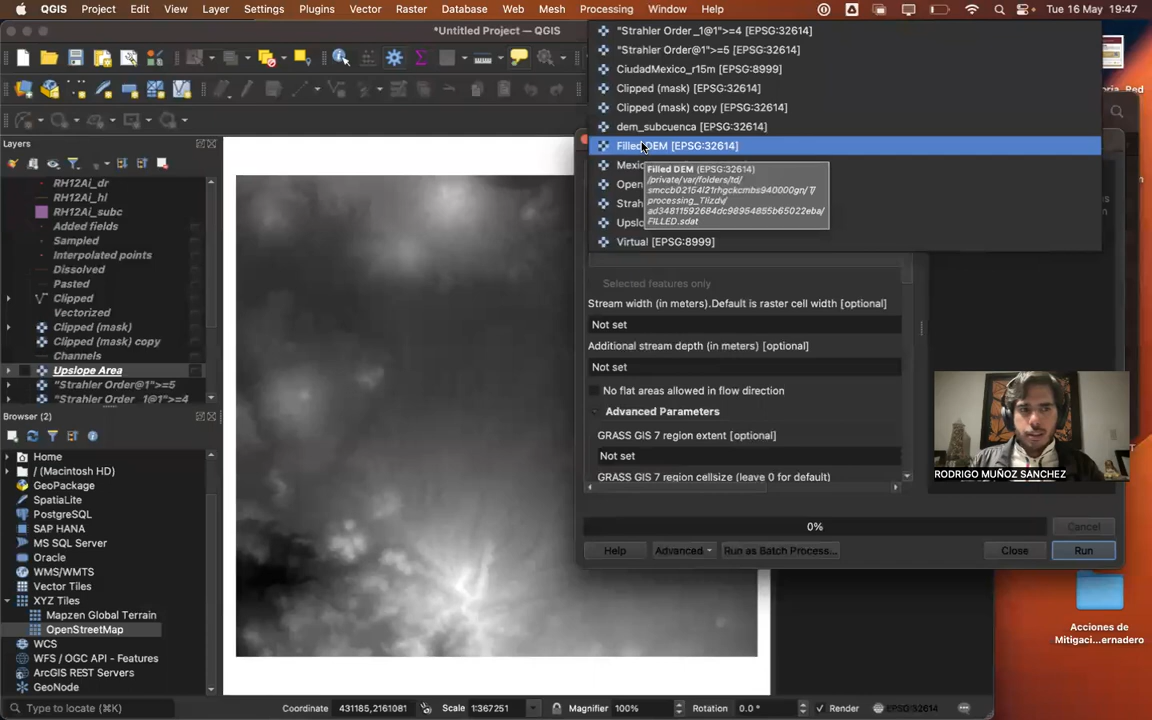 QGIS Project Edit View Layer Settings Plugins Vector Raster Database Web Mesh Processing Window Help Tue 16 May 19:47
*Untitled Project — QGIS
"Strahler Order _1@1">=4 [EPSG:32614]
"Strahler Order@1">=5 [EPSG:32614]
CiudadMexico_r15m [EPSG:8999]
Clipped (mask) [EPSG:32614]
Clipped (mask) copy [EPSG:32614]
dem_subcuenca [EPSG:32614]
Filled DEM [EPSG:32614]
Mexic
Open
Strah
Upslo
Virtual [EPSG:8999]
Filled DEM (EPSG:32614)
/private/var/folders/td/
smccb02154l21rhgckcmbs940000gn/T/
processing_Tlizdv/
ad34811592684dc98954855b65022eba/
FILLED.sdat
Layers
RH12Ai_dr
RH12Ai_hl
RH12Ai_subc
Added fields
Sampled
Interpolated points
Dissolved
Pasted
Clipped
Vectorized
Clipped (mask)
Clipped (mask) copy
Channels
Upslope Area
"Strahler Order@1">=5
"Strahler Order _1@1">=4
Browser (2)
Home
/ (Macintosh HD)
GeoPackage
SpatiaLite
PostgreSQL
SAP HANA
MS SQL Server
Oracle
WMS/WMTS
Vector Tiles
XYZ Tiles
Mapzen Global Terrain
OpenStreetMap
WCS
WFS / OGC API - Features
ArcGIS REST Servers
GeoNode
Selected features only
Stream width (in meters).Default is raster cell width [optional]
Not set
Additional stream depth (in meters) [optional]
Not set
No flat areas allowed in flow direction
Advanced Parameters
GRASS GIS 7 region extent [optional]
Not set
GRASS GIS 7 region cellsize (leave 0 for default)
0%
Cancel
Help Advanced Run as Batch Process... Close Run
RODRIGO MUÑOZ SANCHEZ
Acciones de
Mitigaci...ernadero
Type to locate (⌘K) Coordinate 431185,2161081 Scale 1:367251 Magnifier 100% Rotation 0.0 ° Render EPSG:32614